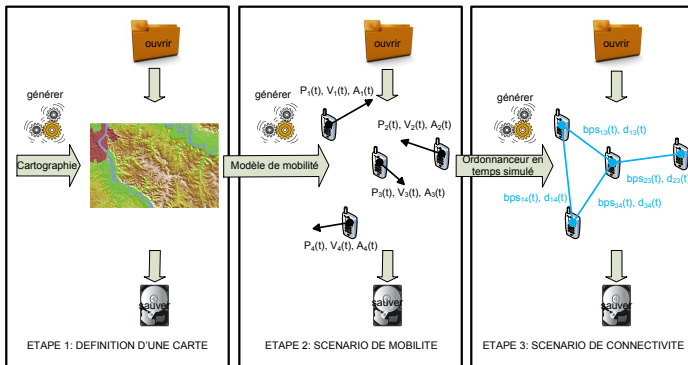 ouvrir
générer
Cartographie
sauver
ETAPE 1: DEFINITION D'UNE CARTE
ouvrir
générer
P1(t), V1(t), A1(t)
P2(t), V2(t), A2(t)
Modèle de mobilité
P3(t), V3(t), A3(t)
P4(t), V4(t), A4(t)
sauver
ETAPE 2: SCENARIO DE MOBILITE
ouvrir
générer
bps13(t), d13(t)
Ordonnanceur en
temps simulé
bps23(t), d23(t)
bps14(t), d14(t)
bps34(t), d34(t)
sauver
ETAPE 3: SCENARIO DE CONNECTIVITE